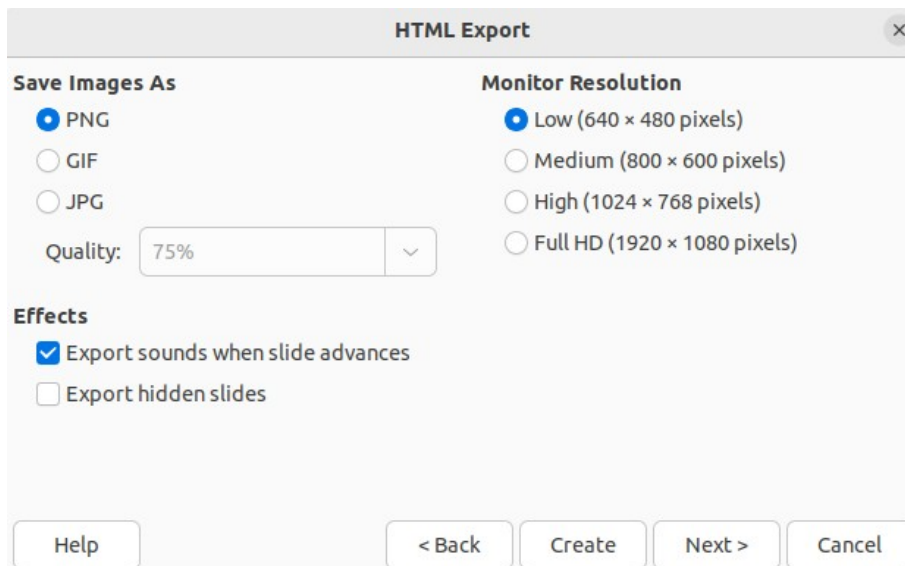 HTML Export
Save Images As
PNG
GIF
JPG
Quality: 75%
Monitor Resolution
Low (640 × 480 pixels)
Medium (800 × 600 pixels)
High (1024 × 768 pixels)
Full HD (1920 × 1080 pixels)
Effects
Export sounds when slide advances
Export hidden slides
Help < Back Create Next > Cancel